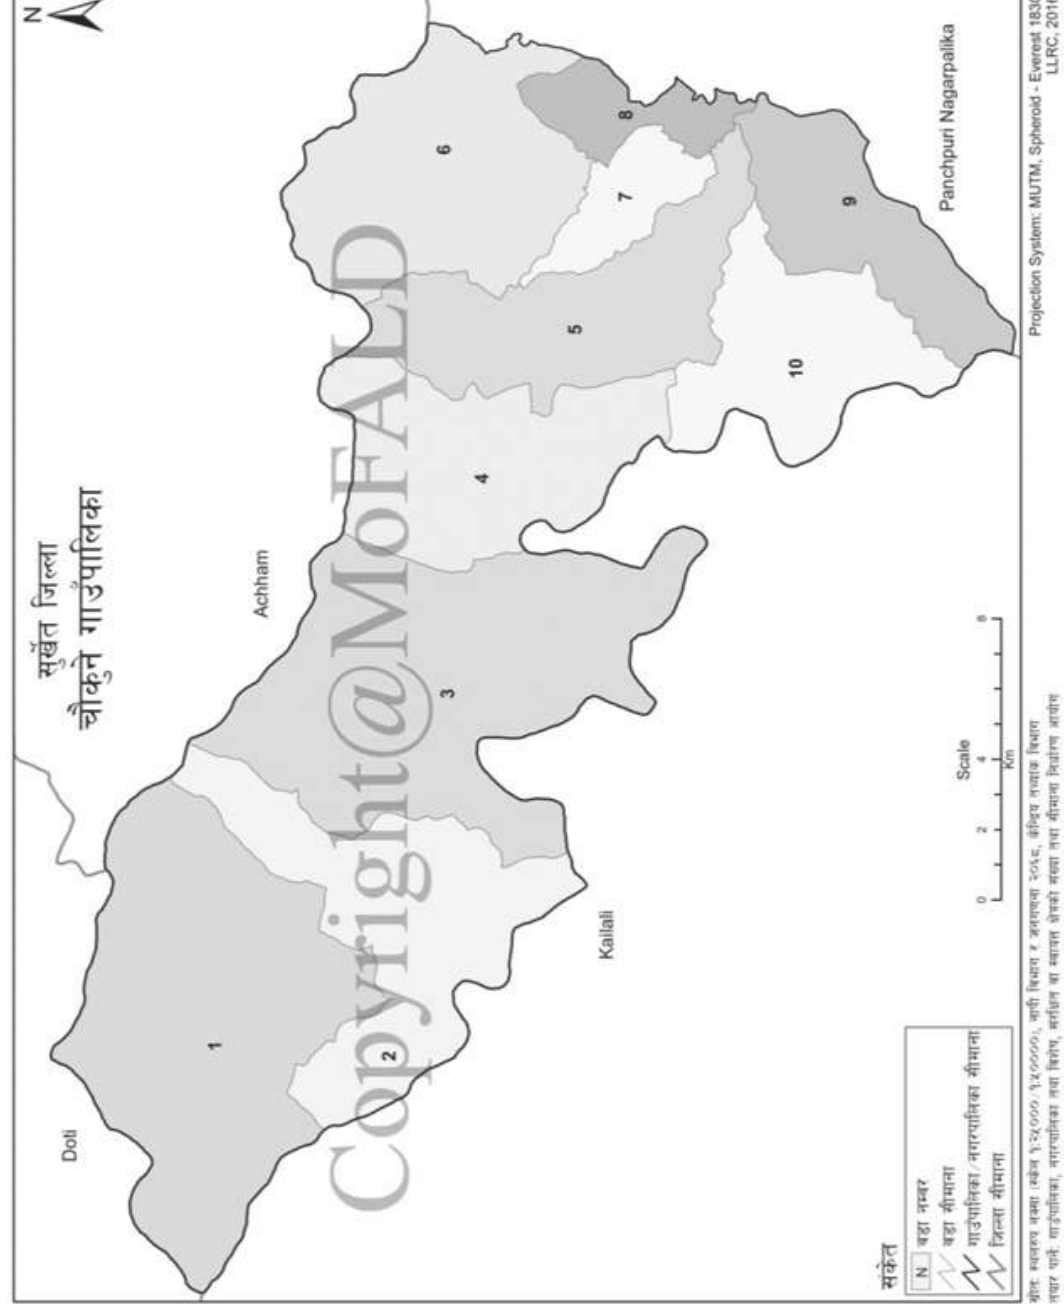 N
सुर्खेत जिल्ला
चौकुने गाउँपालिका
Doti
Achham
Kailali
Panchpuri Nagarpalika
1
2
3
4
5
6
7
8
9
10
Copyright@MoFALD
Scale
0 2 4 8
Km
संकेत
N वडा नम्बर
वडा सीमाना
गाउँपालिका/नगरपालिका सीमाना
जिल्ला सीमाना
Projection System: MUTM, Spheroid - Everest 1830
LLRC, 2016